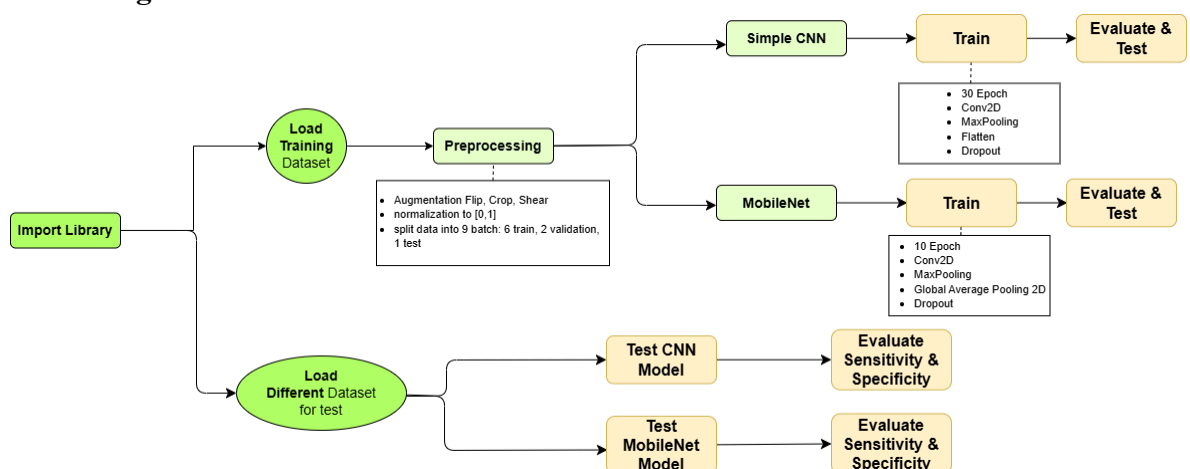 Simple CNN
Train
Evaluate &
Test
30 Epoch
Conv2D
MaxPooling
Flatten
Dropout
Load
Training
Dataset
Preprocessing
Augmentation Flip, Crop, Shear
normalization to [0,1]
split data into 9 batch: 6 train, 2 validation,
1 test
MobileNet
Train
Evaluate &
Test
10 Epoch
Conv2D
MaxPooling
Global Average Pooling 2D
Dropout
Import Library
Load
Different Dataset
for test
Test CNN
Model
Evaluate
Sensitivity &
Specificity
Test
MobileNet
Model
Evaluate
Sensitivity &
Specificity